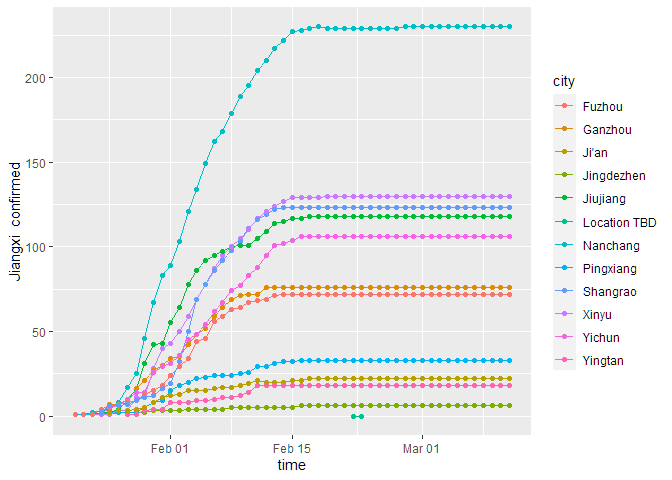 Jiangxi confirmed
200
150
100
50
0
Feb 01
Feb 15
Mar 01
time
city
Fuzhou
Ganzhou
Ji'an
Jingdezhen
Jiujiang
Location TBD
Nanchang
Pingxiang
Shangrao
Xinyu
Yichun
Yingtan